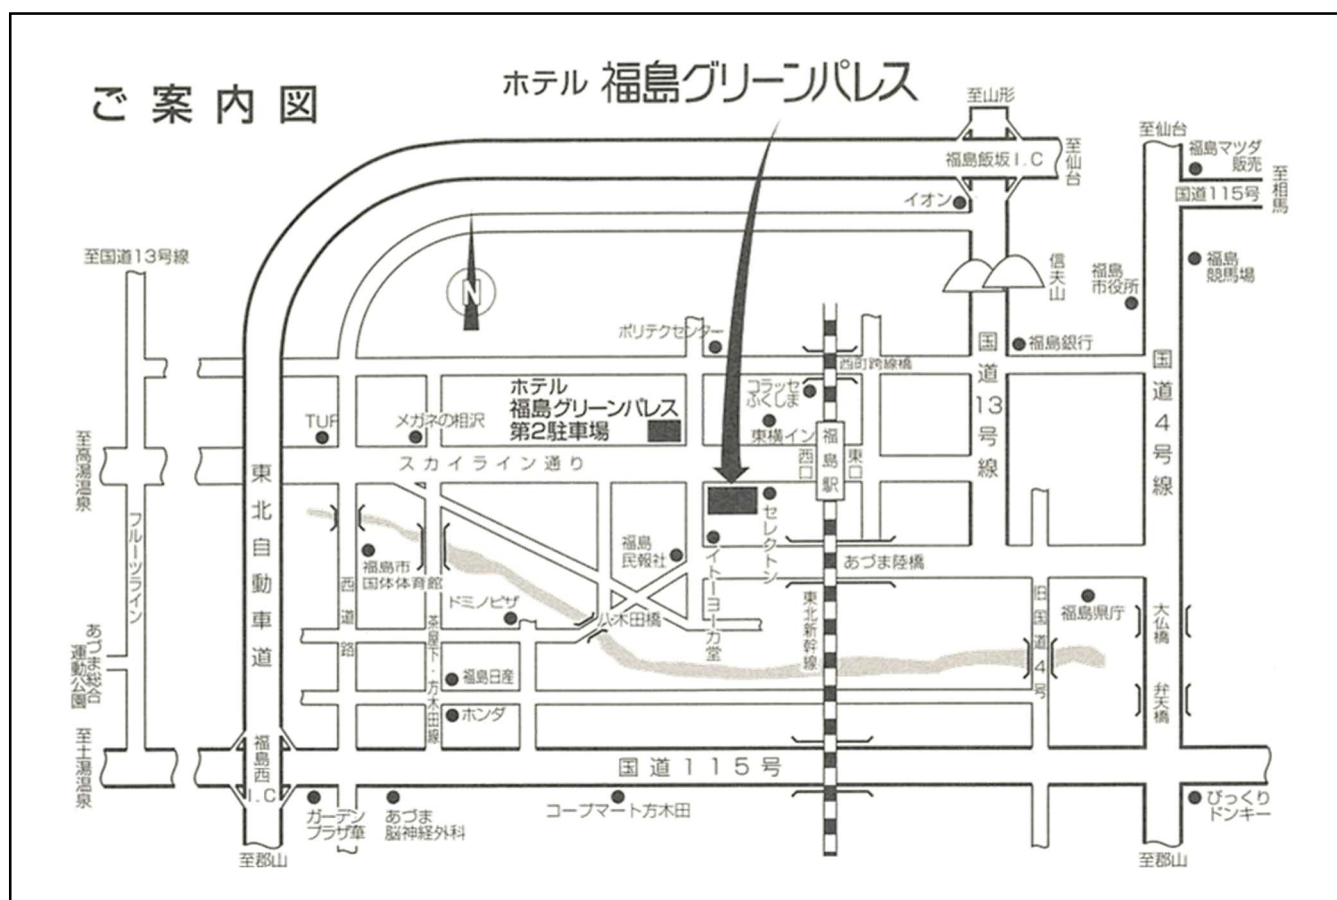 ご案内図
ホテル 福島グリーンパレス
至山形
至仙台
福島飯坂I.C
至仙台
福島マツダ
販売
国道115号
至相馬
イオン
至国道13号線
N
信夫山
福島
市役所
福島
競馬場
ポリテクセンター
福島銀行
西町跨線橋
国道13号線
国道4号線
ホテル
福島グリーンパレス
第2駐車場
コラッセ
ふくしま
TUF
メガネの相沢
東横イン
西口
福島駅
東口
至高湯温泉
スカイライン通り
東北自動車道
フルーツライン
セレクトン
福島
民報社
イトーヨーカ堂
あづま陸橋
福島市
国体体育館
西道路
ドミノピザ
八木田橋
東北新幹線
旧国道4号
福島県庁
大仏橋
茶屋下・方木田線
あづま総合
運動公園
福島日産
ホンダ
弁天橋
至土湯温泉
福島西
I.C
国道115号
ガーデン
プラザ華
あづま
脳神経外科
コープマート方木田
びっくり
ドンキー
至郡山
至郡山